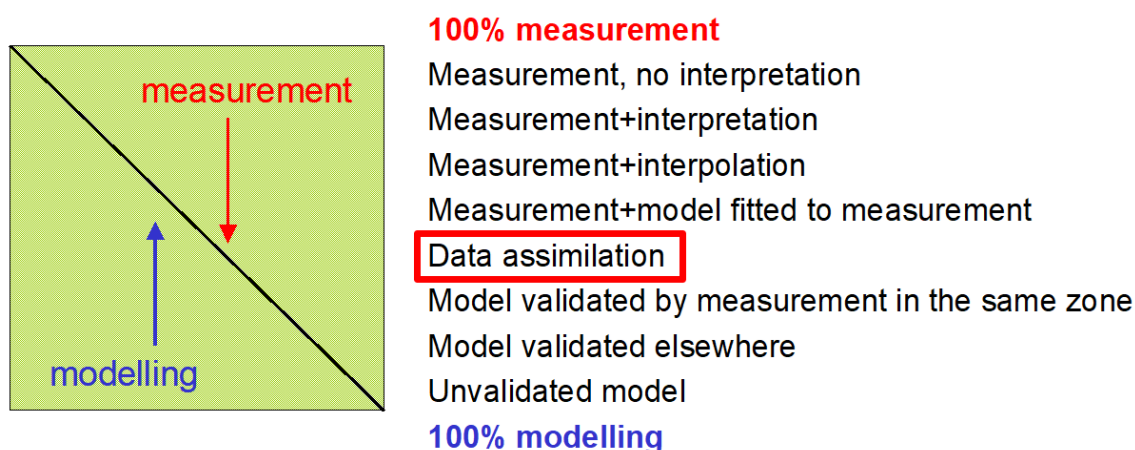 measurement
modelling
100% measurement
Measurement, no interpretation
Measurement+interpretation
Measurement+interpolation
Measurement+model fitted to measurement
Data assimilation
Model validated by measurement in the same zone
Model validated elsewhere
Unvalidated model
100% modelling